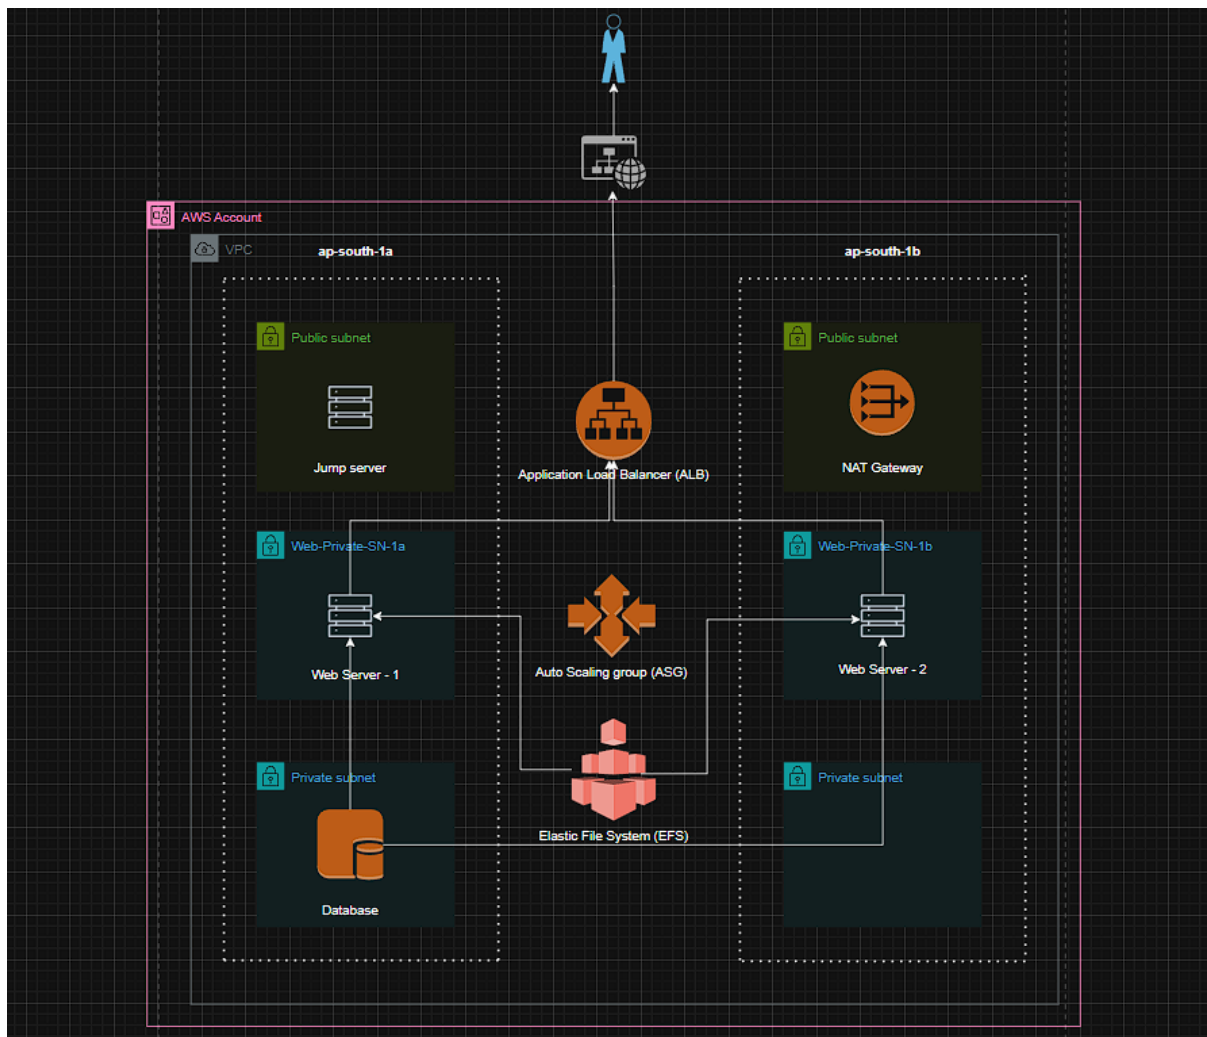 AWS Account
VPC
ap-south-1a
ap-south-1b
Public subnet
Public subnet
Jump server
Application Load Balancer (ALB)
NAT Gateway
Web-Private-SN-1a
Web-Private-SN-1b
Web Server - 1
Auto Scaling group (ASG)
Web Server - 2
Private subnet
Private subnet
Elastic File System (EFS)
Database